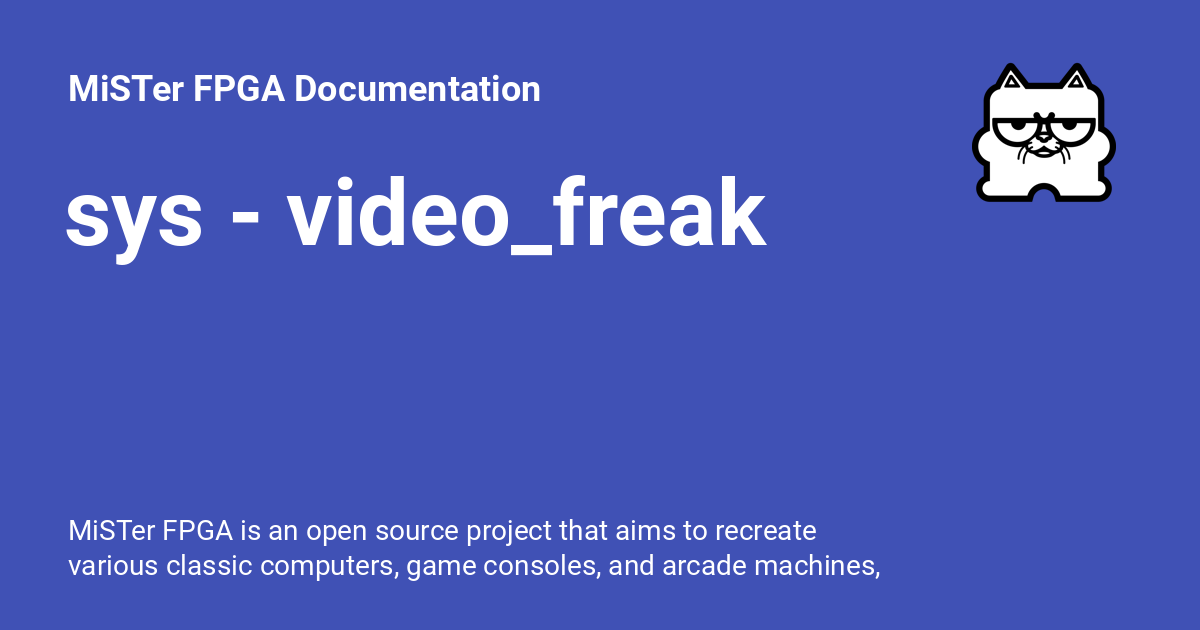 MiSTer FPGA Documentation
sys - video_freak
MiSTer FPGA is an open source project that aims to recreate
various classic computers, game consoles, and arcade machines,